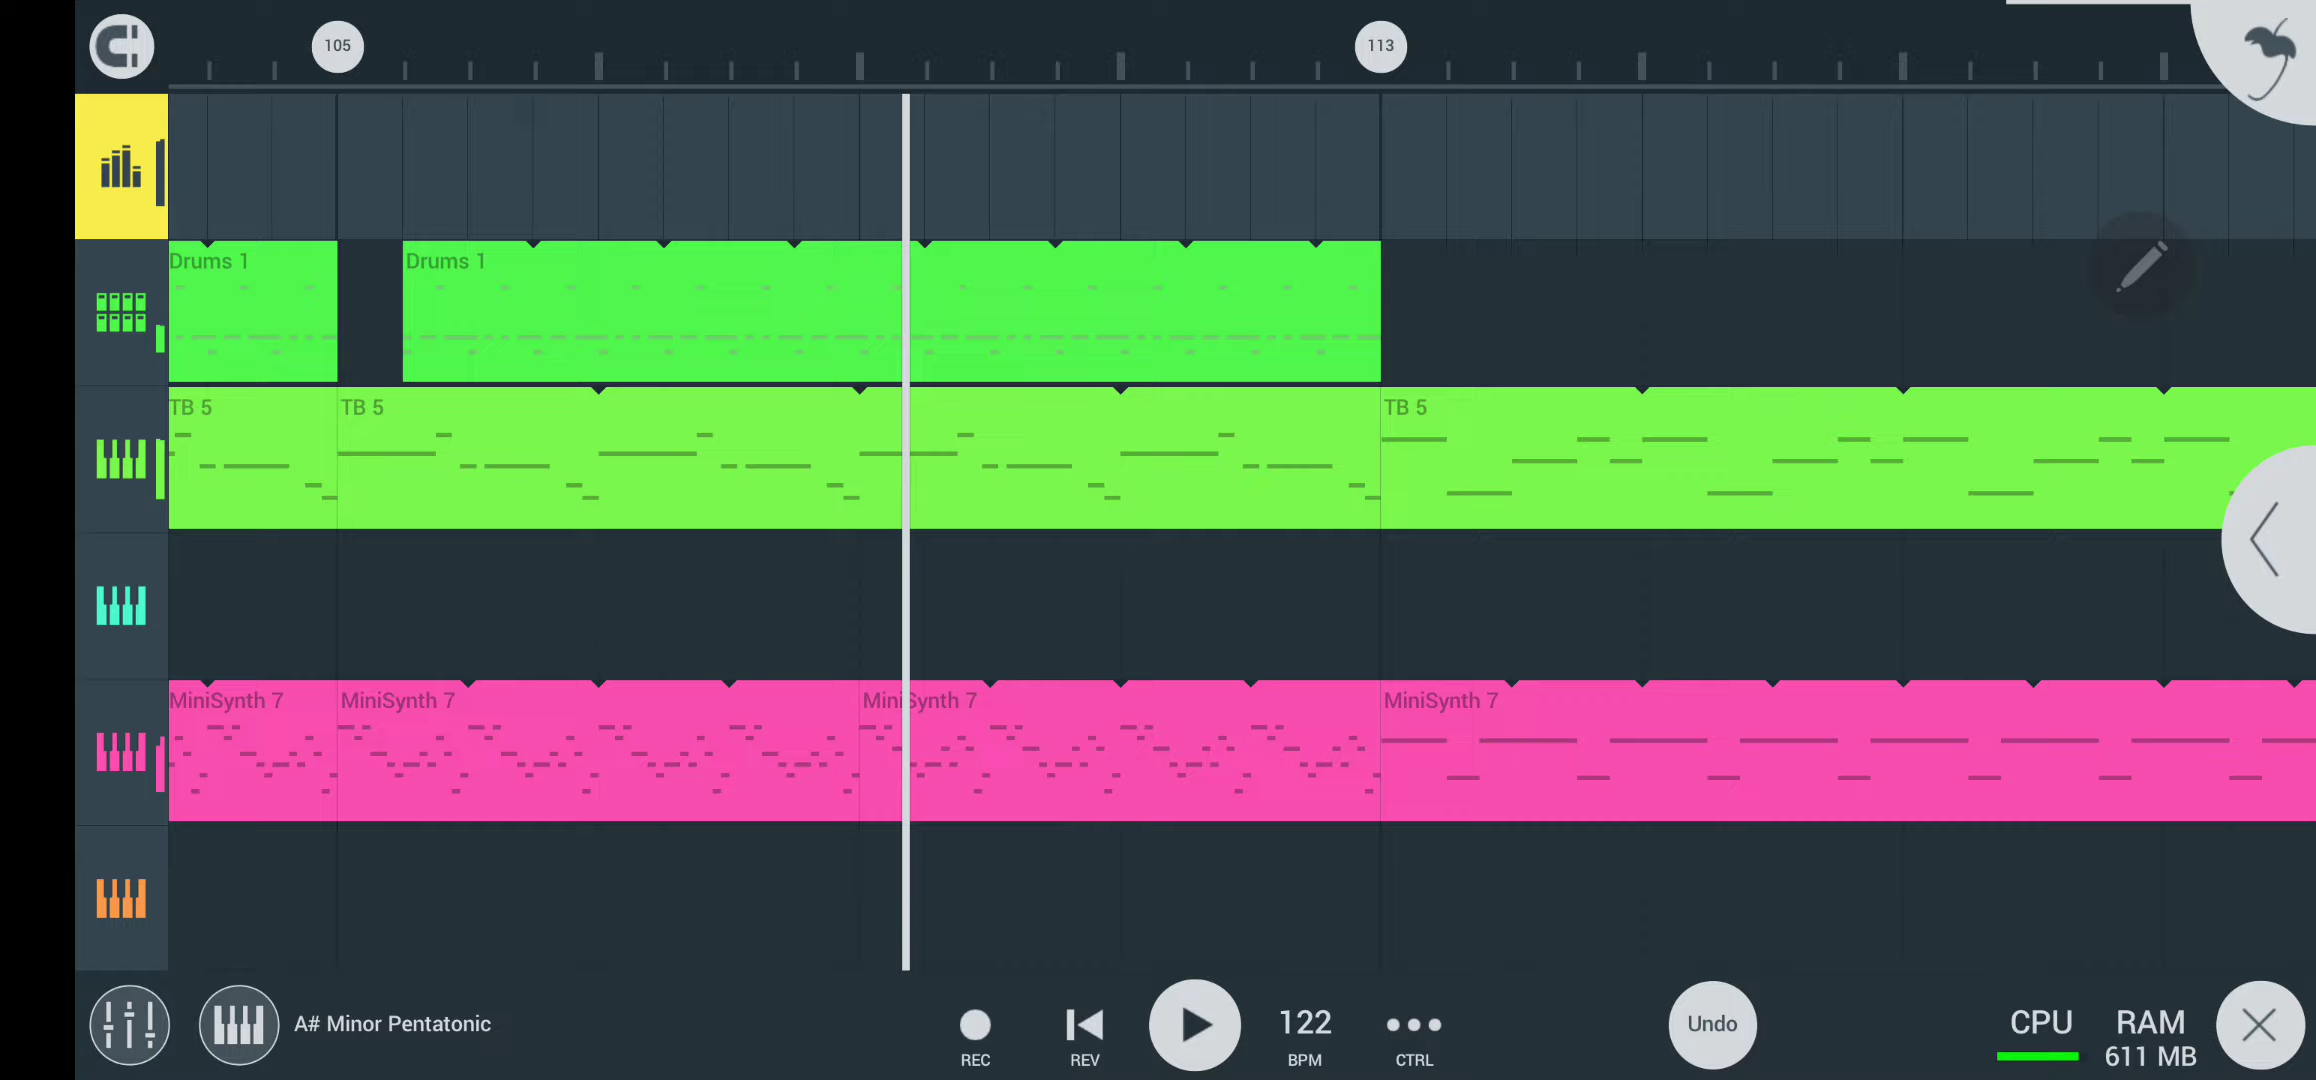 105 113
Drums 1 Drums 1
TB 5 TB 5 TB 5
MiniSynth 7 MiniSynth 7 MiniSynth 7 MiniSynth 7
A# Minor Pentatonic
REC REV 122 BPM CTRL
Undo
CPU RAM
611 MB